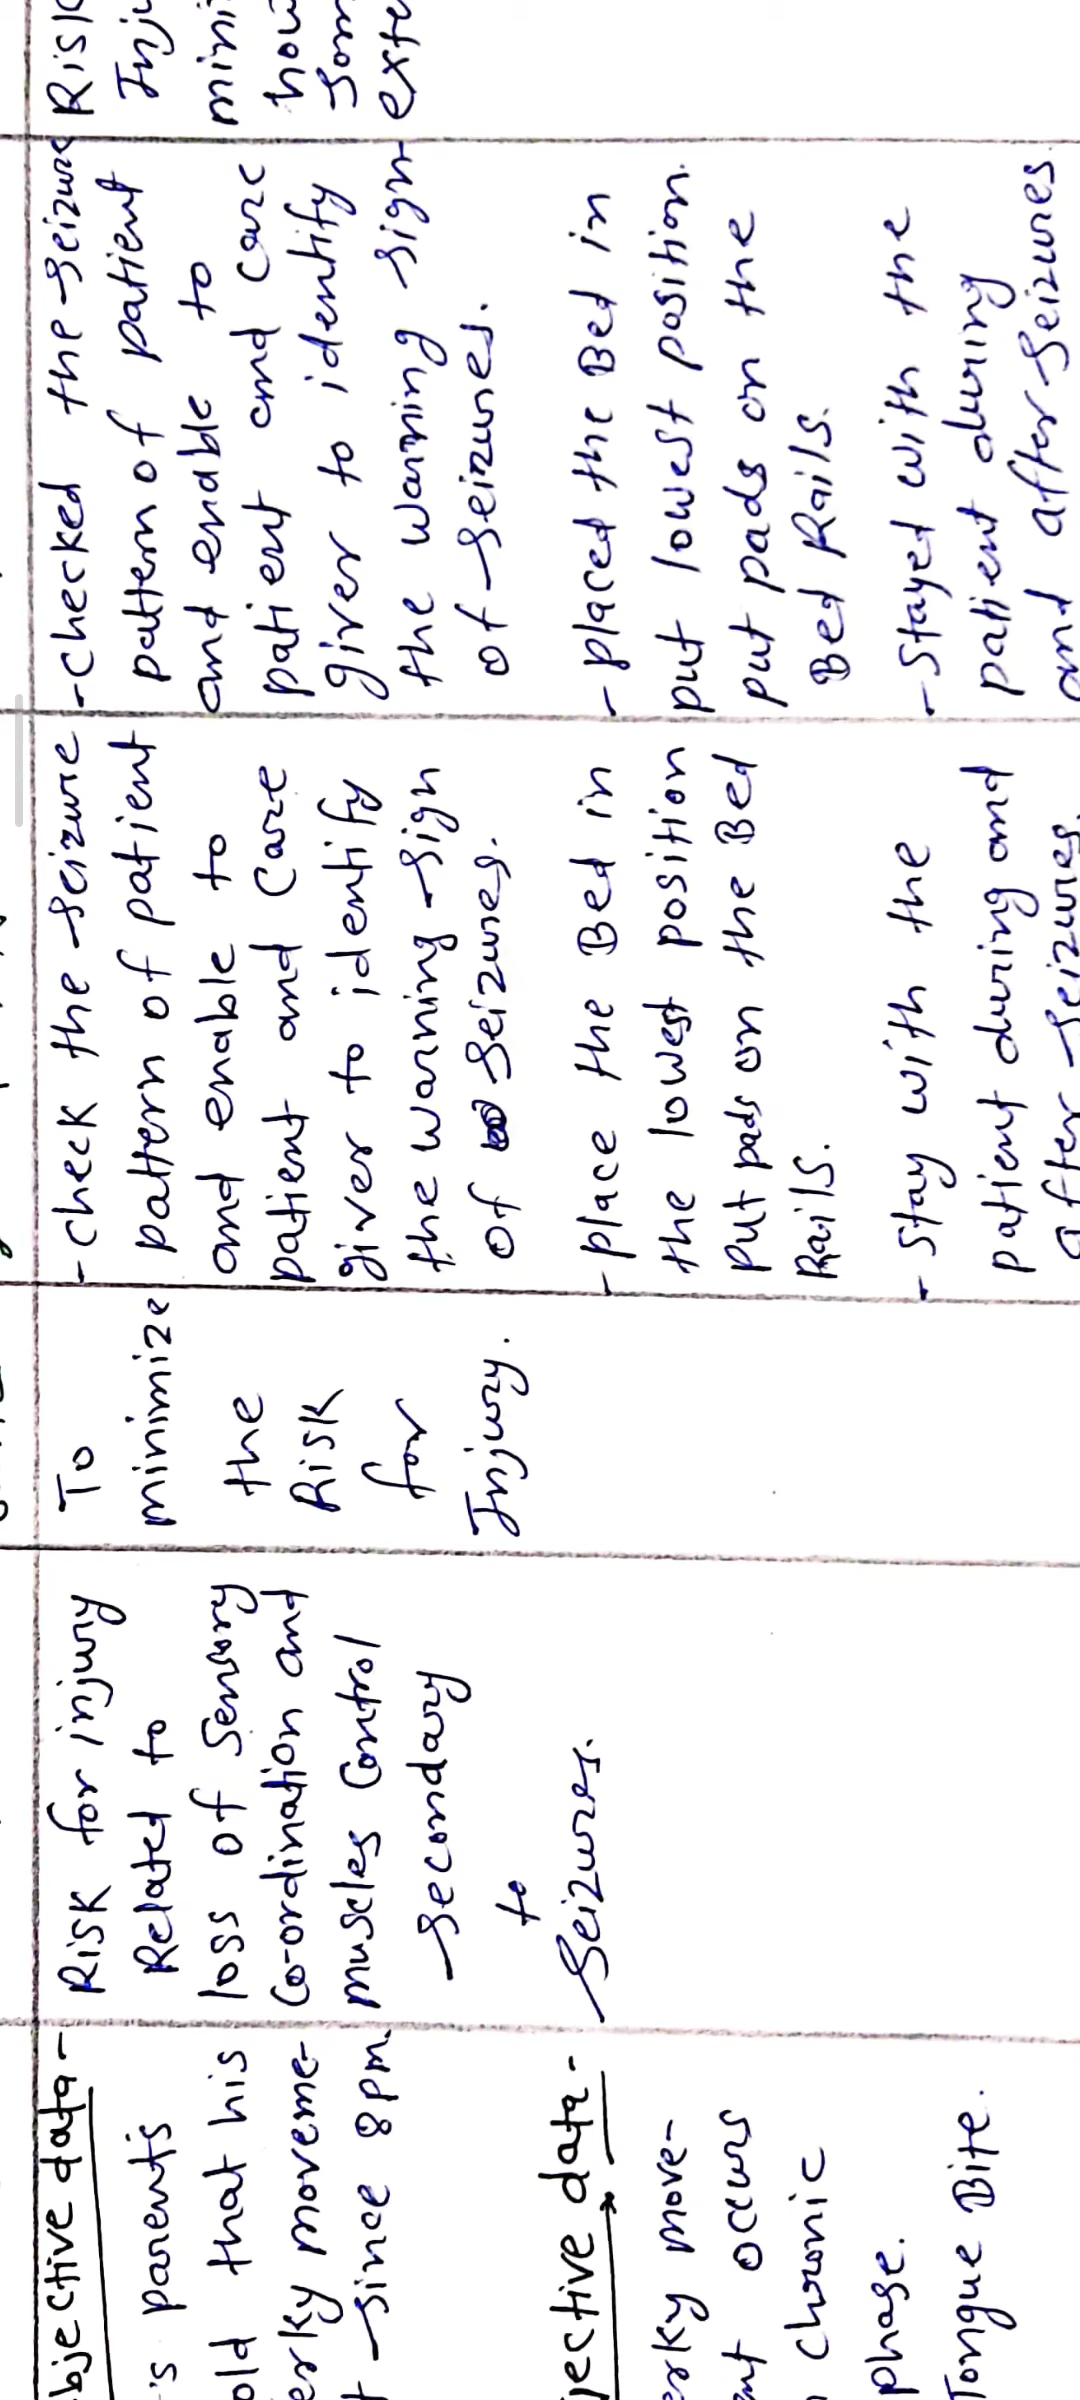 bjective data-
's parents
old that his
erky moveme-
t since 8pm.
jective data-
erky move-
ent occurs
chronic
phase.
Tongue Bite.
Risk for injury
Related to
loss of Sensory
Co-ordination and
muscles Control
secondary
to
Seizures.
To
minimize
the
Risk
for
Injury.
- check the seizure
pattern of patient
and enable to
patient and Care
giver to identify
the warning sign
of seizures.
- place the Bed in
the lowest position
put pads on the Bed
Rails.
- Stay with the
patient during and
after seizures.
- checked the seizure
pattern of patient
and enable to
patient and care
giver to identify
the warning sign
of seizures.
- placed the Bed in
put lowest position.
put pads on the
Bed Rails.
- Stayed with the
patient during
and after seizures.
Risk
Inju
mini
how
Som
exte